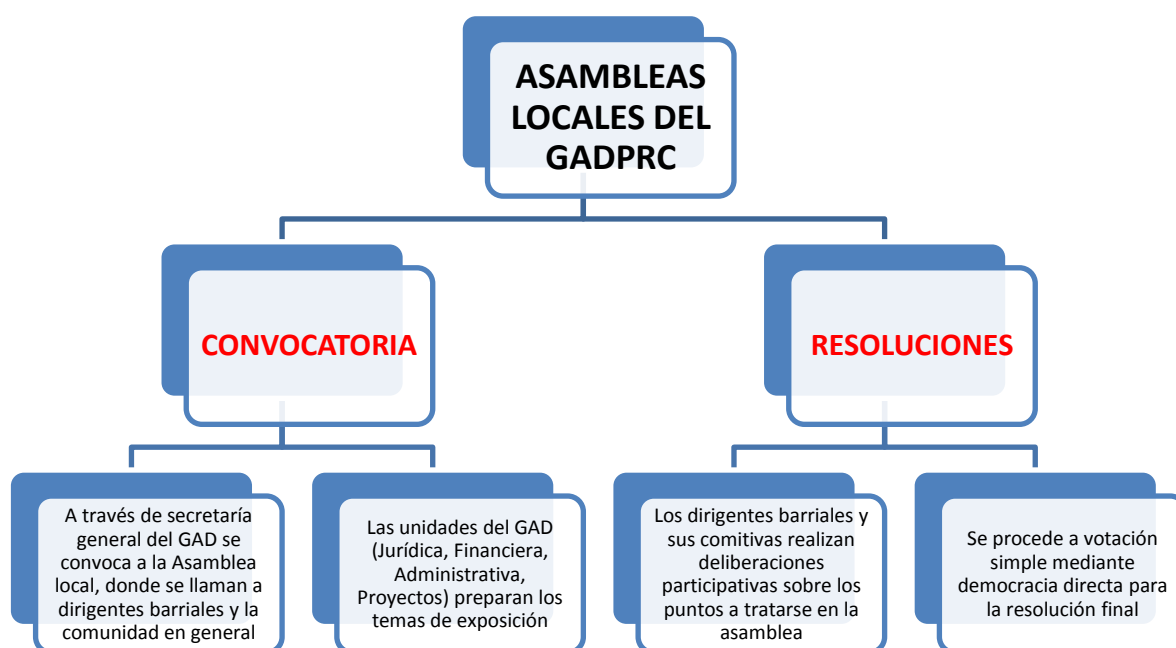 ASAMBLEAS
LOCALES DEL
GADPRC
CONVOCATORIA
RESOLUCIONES
A través de secretaría
general del GAD se
convoca a la Asamblea
local, donde se llaman a
dirigentes barriales y la
comunidad en general
Las unidades del GAD
(Jurídica, Financiera,
Administrativa,
Proyectos) preparan los
temas de exposición
Los dirigentes barriales y
sus comitivas realizan
deliberaciones
participativas sobre los
puntos a tratarse en la
asamblea
Se procede a votación
simple mediante
democracia directa para
la resolución final